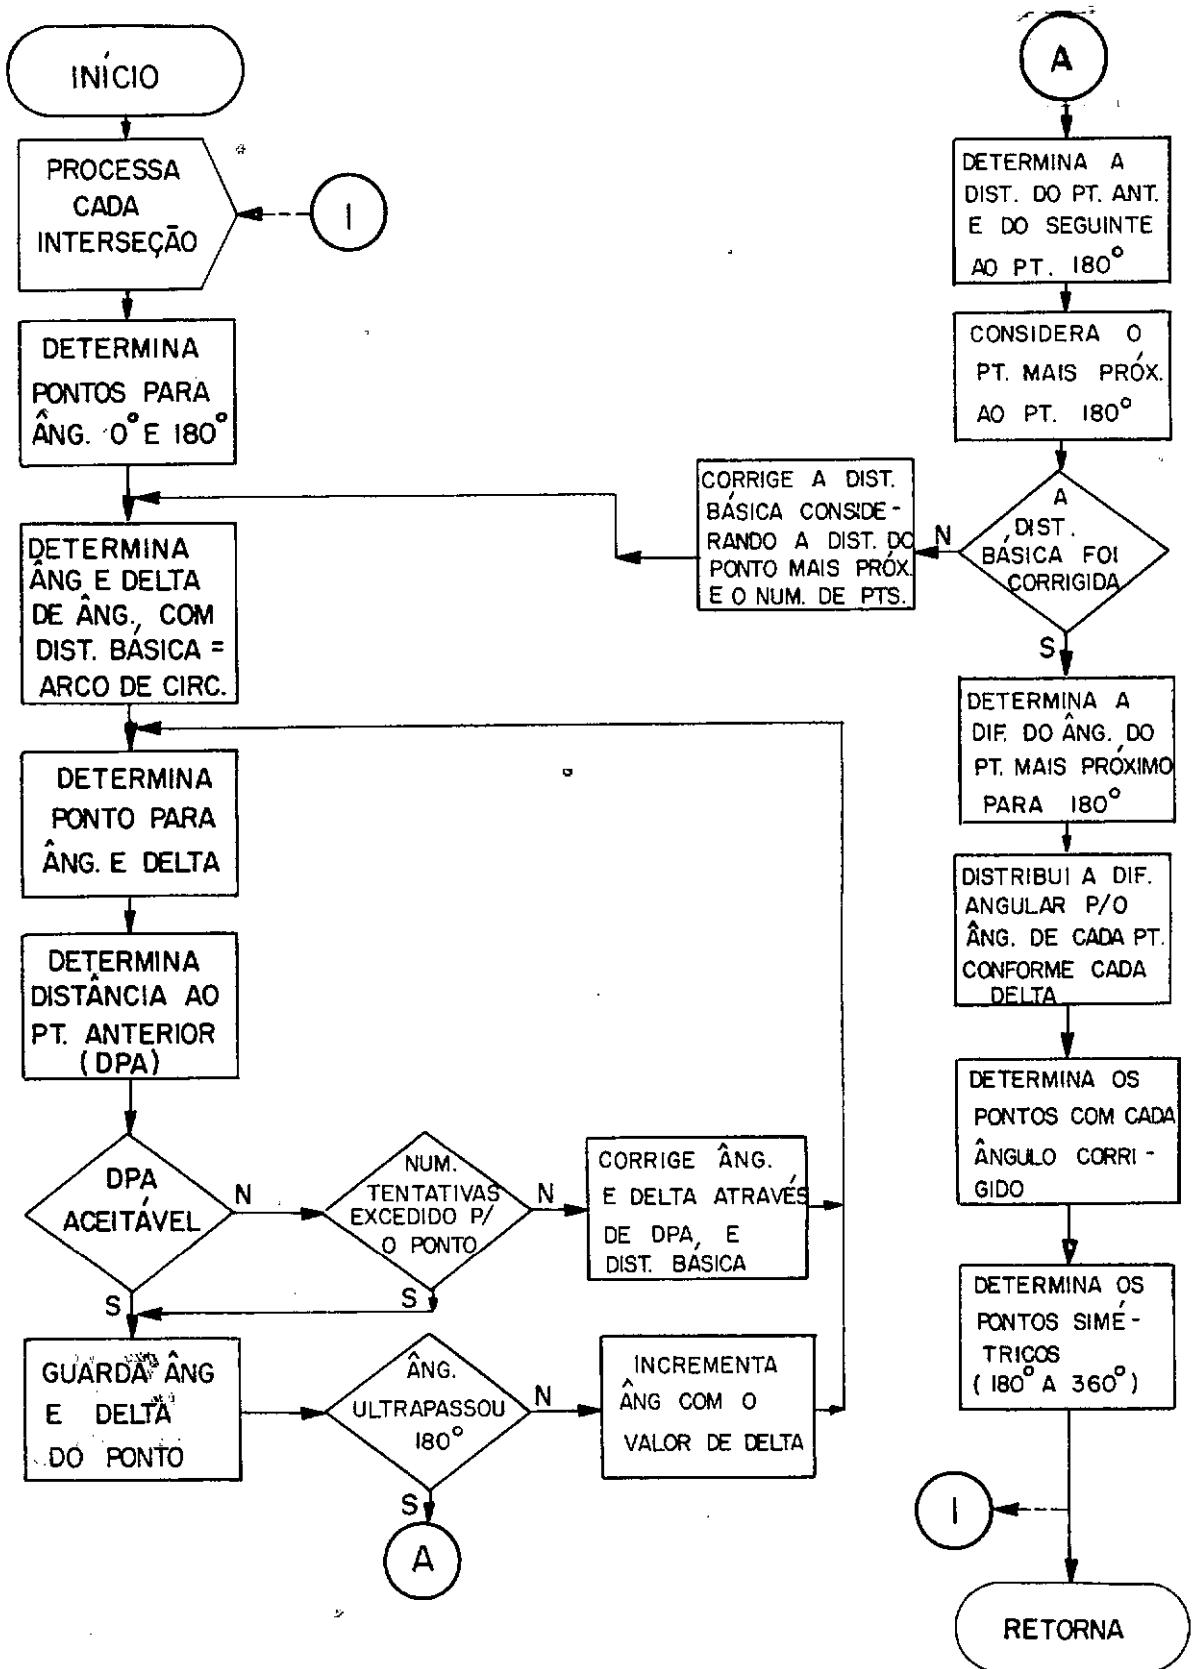 INÍCIO
PROCESSA
CADA
INTERSEÇÃO
I
DETERMINA
PONTOS PARA
ÂNG. 0° E 180°
DETERMINA
ÂNG. E DELTA
DE ÂNG., COM
DIST. BÁSICA =
ARCO DE CIRC.
DETERMINA
PONTO PARA
ÂNG. E DELTA
DETERMINA
DISTÂNCIA AO
PT. ANTERIOR
(DPA)
DPA
ACEITÁVEL
N
S
NUM.
TENTATIVAS
EXCEDIDO P/
O PONTO
N
S
CORRIGE ÂNG.
E DELTA ATRAVÉS
DE DPA, E
DIST. BÁSICA
GUARDA ÂNG
E DELTA
DO PONTO
ÂNG.
ULTRAPASSOU
180°
N
S
INCREMENTA
ÂNG COM O
VALOR DE DELTA
A
A
DETERMINA A
DIST. DO PT. ANT.
E DO SEGUINTE
AO PT. 180°
CONSIDERA O
PT. MAIS PRÓX.
AO PT. 180°
A
DIST.
BÁSICA FOI
CORRIGIDA
N
S
CORRIGE A DIST.
BÁSICA CONSIDE-
RANDO A DIST. DO
PONTO MAIS PRÓX.
E O NUM. DE PTS.
DETERMINA A
DIF. DO ÂNG. DO
PT. MAIS PRÓXIMO
PARA 180°
DISTRIBUI A DIF.
ANGULAR P/O
ÂNG. DE CADA PT.
CONFORME CADA
DELTA
DETERMINA OS
PONTOS COM CADA
ÂNGULO CORRI-
GIDO
DETERMINA OS
PONTOS SIMÉ-
TRICOS
(180° A 360°)
I
RETORNA